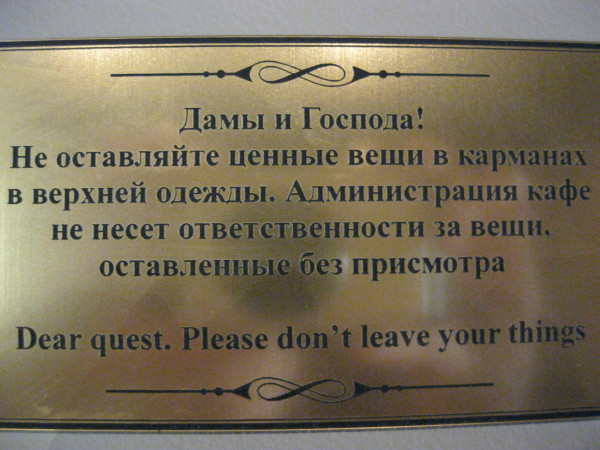 Дамы и Господа!
Не оставляйте ценные вещи в карманах
в верхней одежды. Администрация кафе
не несет ответственности за вещи,
оставленные без присмотра
Dear quest. Please don't leave your things